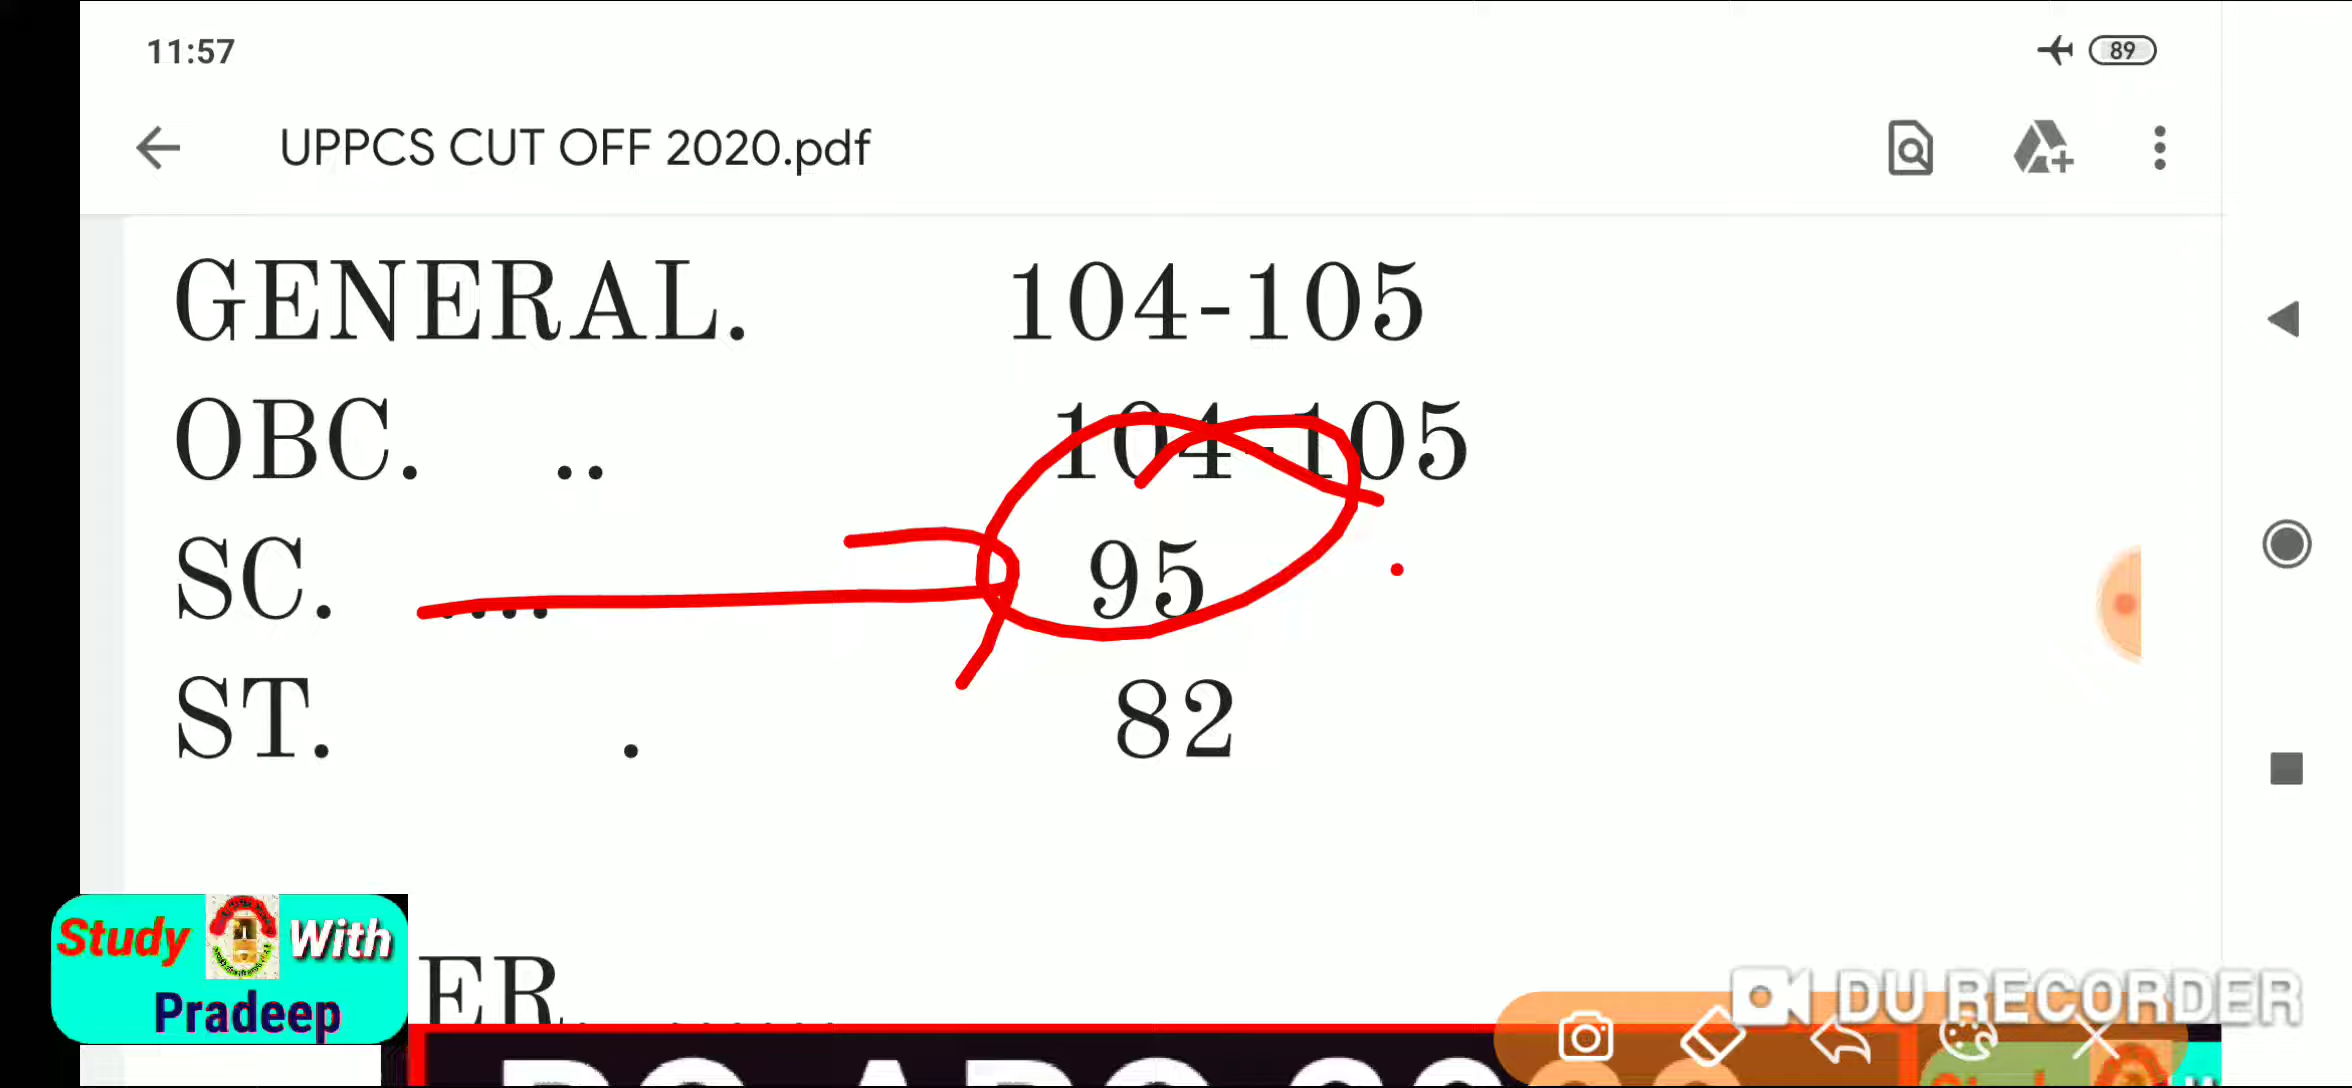 11:57
89
UPPCS CUT OFF 2020.pdf
GENERAL. 104-105
OBC. .. 104-105
SC. .... 95
ST. . 82
Study With
Pradeep
ER.
DU RECORDER